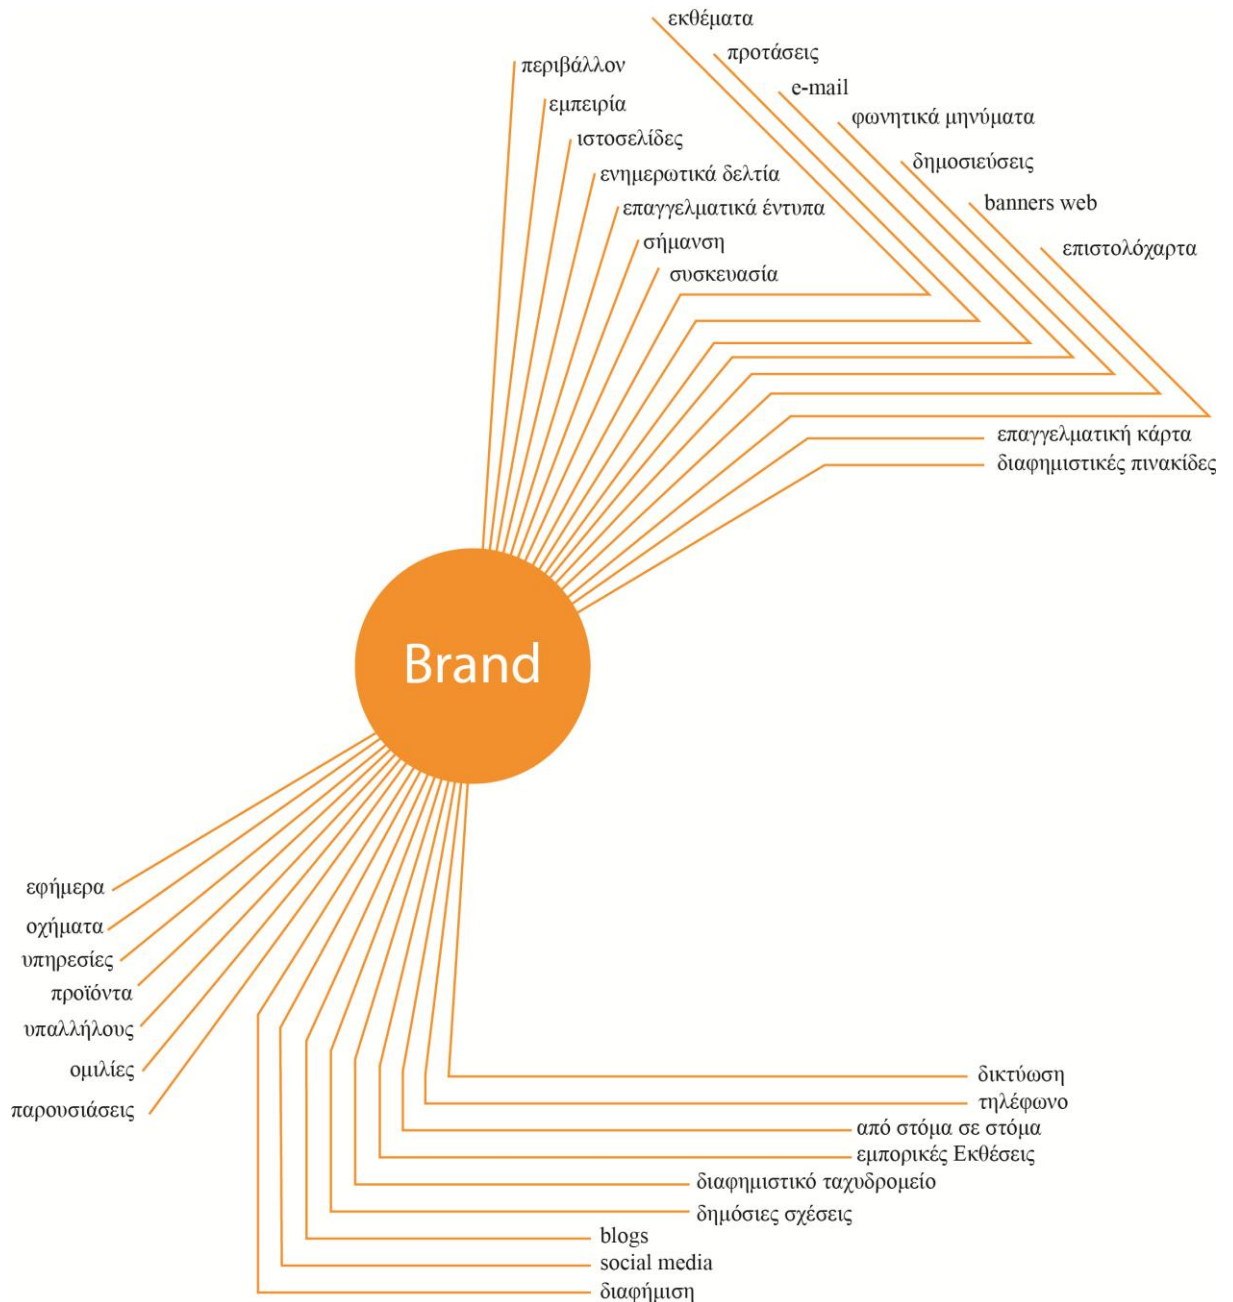 εκθέματα
προτάσεις
περιβάλλον
e-mail
εμπειρία
φωνητικά μηνύματα
ιστοσελίδες
δημοσιεύσεις
ενημερωτικά δελτία
banners web
επαγγελματικά έντυπα
σήμανση
επιστολόχαρτα
συσκευασία
επαγγελματική κάρτα
διαφημιστικές πινακίδες
Brand
εφήμερα
οχήματα
υπηρεσίες
προϊόντα
υπαλλήλους
ομιλίες
παρουσιάσεις
δικτύωση
τηλέφωνο
από στόμα σε στόμα
εμπορικές Εκθέσεις
διαφημιστικό ταχυδρομείο
δημόσιες σχέσεις
blogs
social media
διαφήμιση